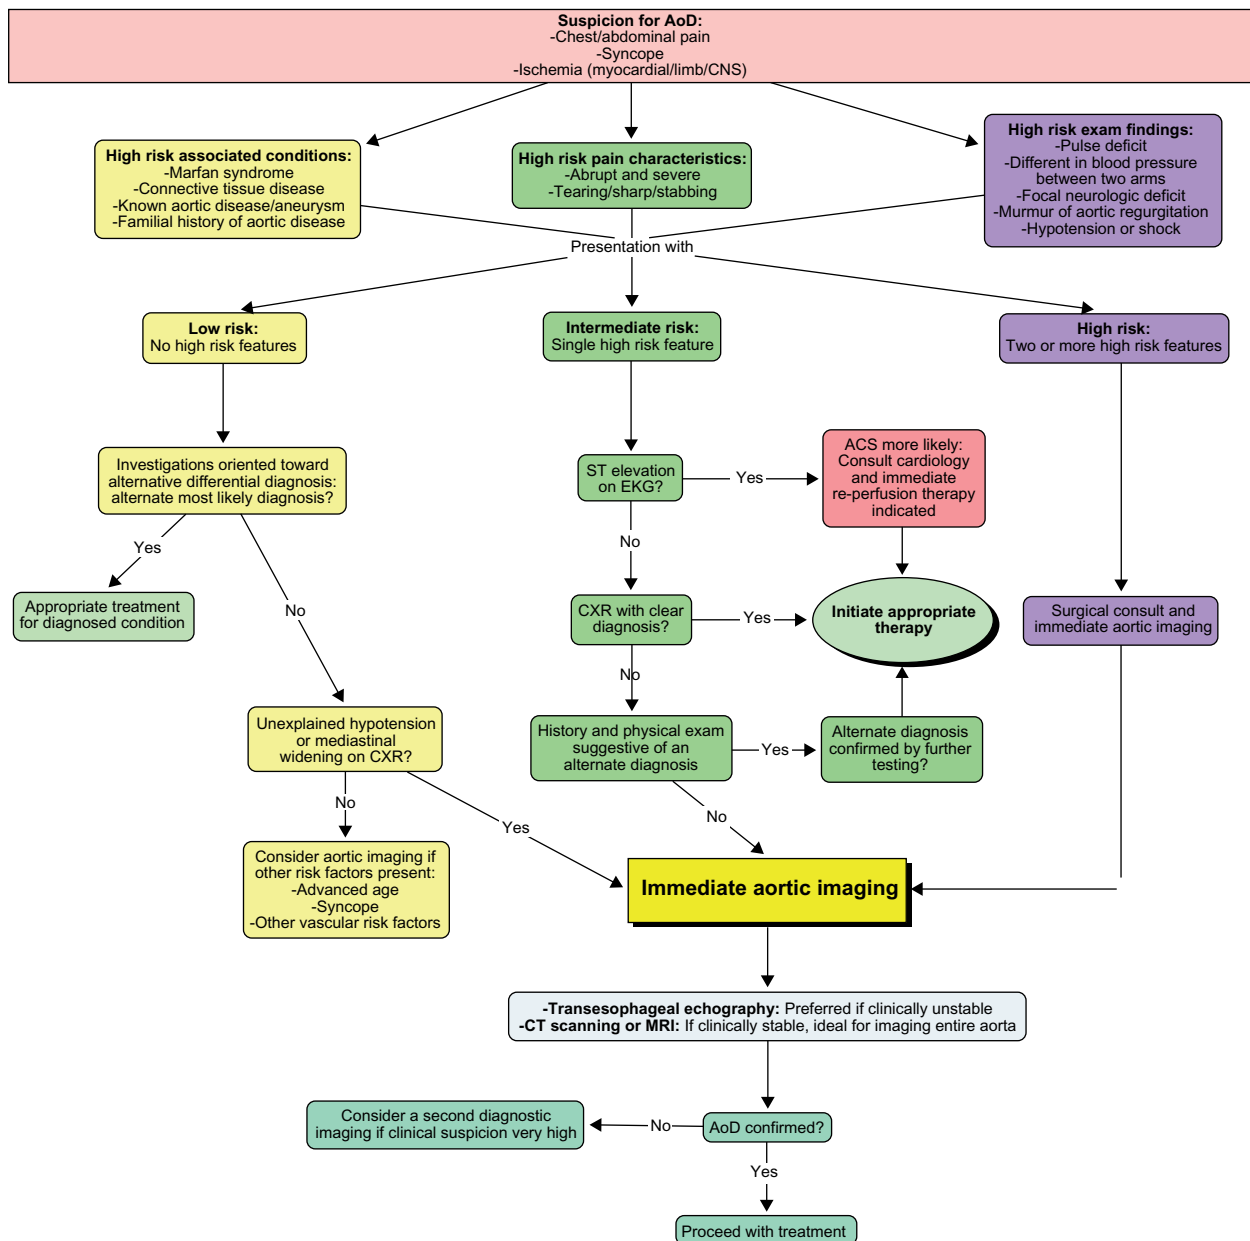 Suspicion for AoD:
-Chest/abdominal pain
-Syncope
-Ischemia (myocardial/limb/CNS)
High risk associated conditions:
-Marfan syndrome
-Connective tissue disease
-Known aortic disease/aneurysm
-Familial history of aortic disease
High risk pain characteristics:
-Abrupt and severe
-Tearing/sharp/stabbing
High risk exam findings:
-Pulse deficit
-Different in blood pressure
between two arms
-Focal neurologic deficit
-Murmur of aortic regurgitation
-Hypotension or shock
Presentation with
Low risk:
No high risk features
Intermediate risk:
Single high risk feature
High risk:
Two or more high risk features
Investigations oriented toward
alternative differential diagnosis:
alternate most likely diagnosis?
ST elevation
on EKG?
Yes
ACS more likely:
Consult cardiology
and immediate
re-perfusion therapy
indicated
Yes
No
No
Appropriate treatment
for diagnosed condition
CXR with clear
diagnosis?
Yes
Initiate appropriate
therapy
Surgical consult and
immediate aortic imaging
No
Unexplained hypotension
or mediastinal
widening on CXR?
History and physical exam
suggestive of an
alternate diagnosis
Yes
Alternate diagnosis
confirmed by further
testing?
No
Yes
No
Consider aortic imaging if
other risk factors present:
-Advanced age
-Syncope
-Other vascular risk factors
Immediate aortic imaging
-Transesophageal echography: Preferred if clinically unstable
-CT scanning or MRI: If clinically stable, ideal for imaging entire aorta
Consider a second diagnostic
imaging if clinical suspicion very high
No
AoD confirmed?
Yes
Proceed with treatment